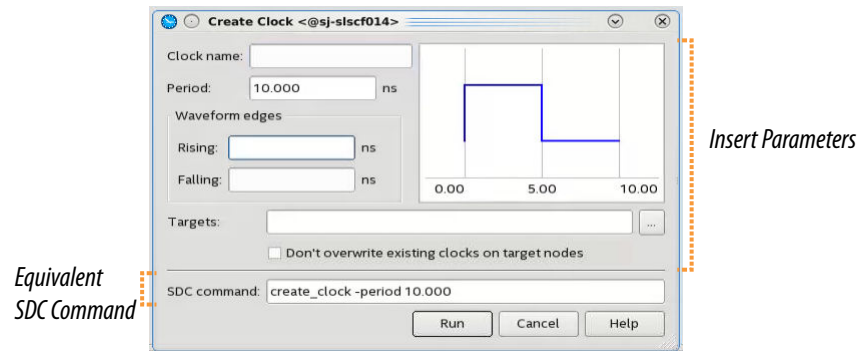 Create Clock <@sj-slscf014>
Clock name:
Period: 10.000 ns
Waveform edges
Rising: ns
Falling: ns
0.00 5.00 10.00
Insert Parameters
Targets: ...
Don't overwrite existing clocks on target nodes
Equivalent
SDC Command
SDC command: create_clock -period 10.000
Run Cancel Help